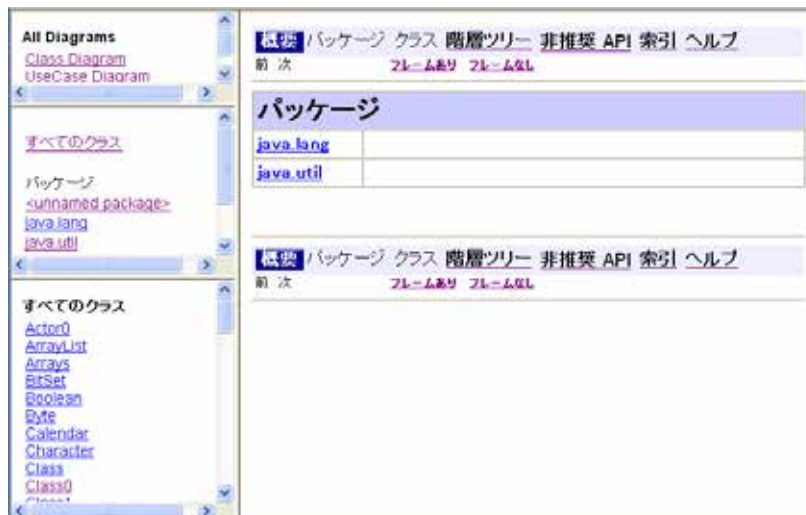 All Diagrams
Class Diagram
UseCase Diagram
すべてのクラス
パッケージ
<unnamed package>
java.lang
java.util
すべてのクラス
Actor0
ArrayList
Arrays
BitSet
Boolean
Byte
Calendar
Character
Class
Class0
概要 パッケージ クラス 階層ツリー 非推奨 API 索引 ヘルプ
前 次 フレームあり フレームなし
パッケージ
java.lang
java.util
概要 パッケージ クラス 階層ツリー 非推奨 API 索引 ヘルプ
前 次 フレームあり フレームなし